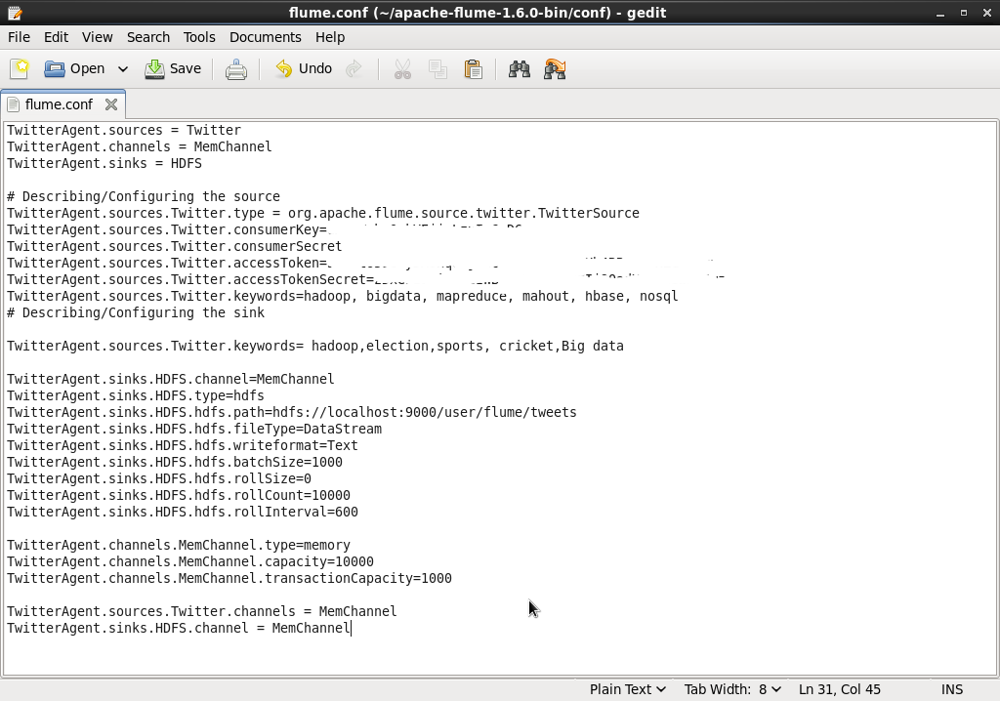 flume.conf (~/apache-flume-1.6.0-bin/conf) - gedit
File Edit View Search Tools Documents Help
Open Save Undo
flume.conf
TwitterAgent.sources = Twitter
TwitterAgent.channels = MemChannel
TwitterAgent.sinks = HDFS
# Describing/Configuring the source
TwitterAgent.sources.Twitter.type = org.apache.flume.source.twitter.TwitterSource
TwitterAgent.sources.Twitter.consumerKey=
TwitterAgent.sources.Twitter.consumerSecret
TwitterAgent.sources.Twitter.accessToken=
TwitterAgent.sources.Twitter.accessTokenSecret=
TwitterAgent.sources.Twitter.keywords=hadoop, bigdata, mapreduce, mahout, hbase, nosql
# Describing/Configuring the sink
TwitterAgent.sources.Twitter.keywords= hadoop,election,sports, cricket,Big data
TwitterAgent.sinks.HDFS.channel=MemChannel
TwitterAgent.sinks.HDFS.type=hdfs
TwitterAgent.sinks.HDFS.hdfs.path=hdfs://localhost:9000/user/flume/tweets
TwitterAgent.sinks.HDFS.hdfs.fileType=DataStream
TwitterAgent.sinks.HDFS.hdfs.writeformat=Text
TwitterAgent.sinks.HDFS.hdfs.batchSize=1000
TwitterAgent.sinks.HDFS.hdfs.rollSize=0
TwitterAgent.sinks.HDFS.hdfs.rollCount=10000
TwitterAgent.sinks.HDFS.hdfs.rollInterval=600
TwitterAgent.channels.MemChannel.type=memory
TwitterAgent.channels.MemChannel.capacity=10000
TwitterAgent.channels.MemChannel.transactionCapacity=1000
TwitterAgent.sources.Twitter.channels = MemChannel
TwitterAgent.sinks.HDFS.channel = MemChannel
Plain Text Tab Width: 8 Ln 31, Col 45 INS